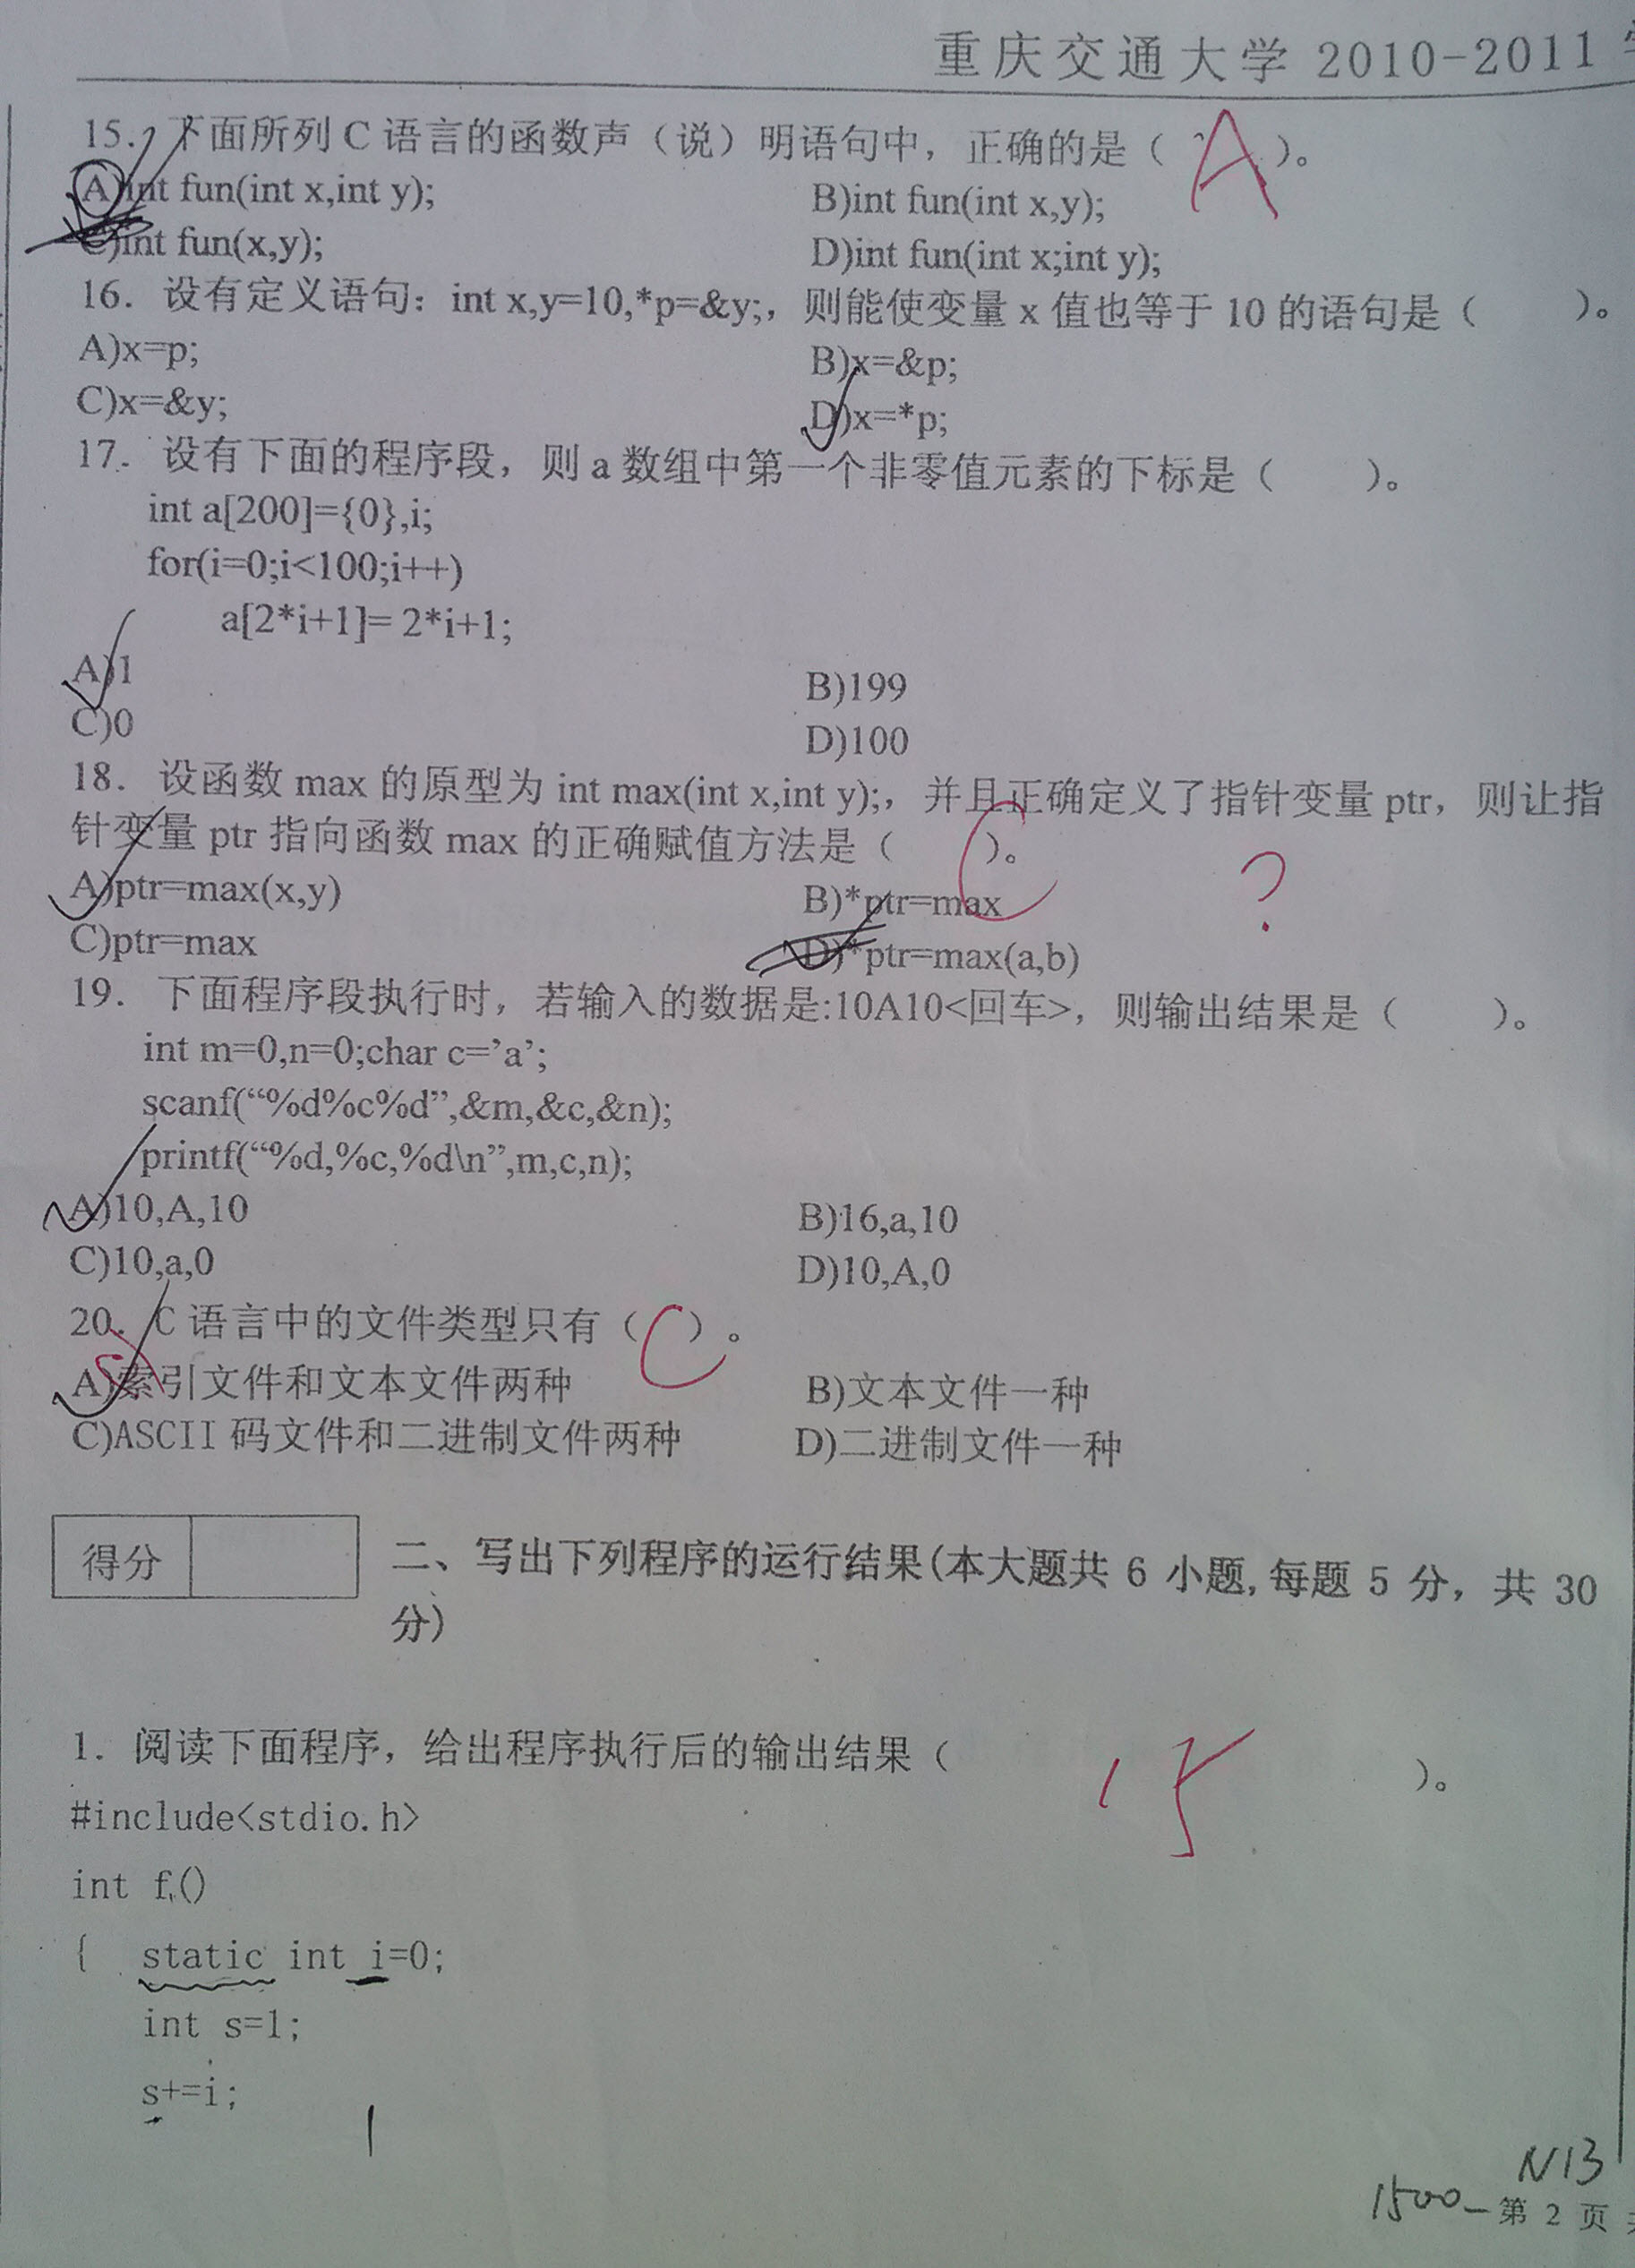 重庆交通大学 2010-2011
15. 下面所列 C 语言的函数声（说）明语句中，正确的是（ A ）。
A)int fun(int x,int y); B)int fun(int x,y);
C)int fun(x,y); D)int fun(int x;int y);
16. 设有定义语句：int x,y=10,*p=&y;，则能使变量 x 值也等于 10 的语句是（ ）。
A)x=p; B)x=&p;
C)x=&y; D)x=*p;
17. 设有下面的程序段，则 a 数组中第一个非零值元素的下标是（ ）。
int a[200]={0},i;
for(i=0;i<100;i++)
a[2*i+1]= 2*i+1;
A)1 B)199
C)0 D)100
18. 设函数 max 的原型为 int max(int x,int y);，并且正确定义了指针变量 ptr，则让指
针变量 ptr 指向函数 max 的正确赋值方法是（ C ）。
A)ptr=max(x,y) B)*ptr=max ?
C)ptr=max D)*ptr=max(a,b)
19. 下面程序段执行时，若输入的数据是:10A10<回车>，则输出结果是（ ）。
int m=0,n=0;char c=’a’;
scanf(“%d%c%d”,&m,&c,&n);
printf(“%d,%c,%d\n”,m,c,n);
A)10,A,10 B)16,a,10
C)10,a,0 D)10,A,0
20. C 语言中的文件类型只有（ C ）。
A)索引文件和文本文件两种 B)文本文件一种
C)ASCII 码文件和二进制文件两种 D)二进制文件一种
得分
二、写出下列程序的运行结果(本大题共 6 小题, 每题 5 分，共 30
分)
1. 阅读下面程序，给出程序执行后的输出结果（ 15 ）。
#include<stdio.h>
int f()
{ static int i=0;
int s=1;
s+=i;
1
N13
1500-第 2 页